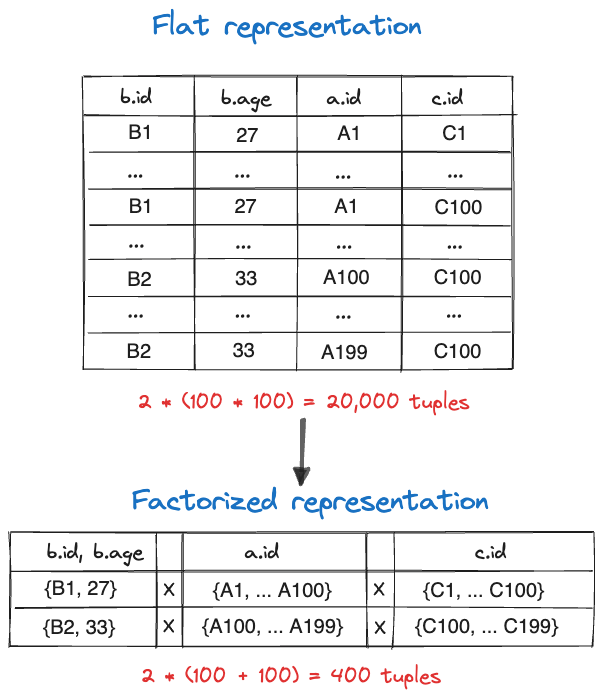 Flat representation
b.id b.age a.id c.id
B1 27 A1 C1
... ... ... ...
B1 27 A1 C100
... ... ... ...
B2 33 A100 C100
... ... ... ...
B2 33 A199 C100
2 * (100 * 100) = 20,000 tuples
Factorized representation
b.id, b.age a.id c.id
{B1, 27} x {A1, ... A100} x {C1, ... C100}
{B2, 33} x {A100, ... A199} x {C100, ... C199}
2 * (100 + 100) = 400 tuples